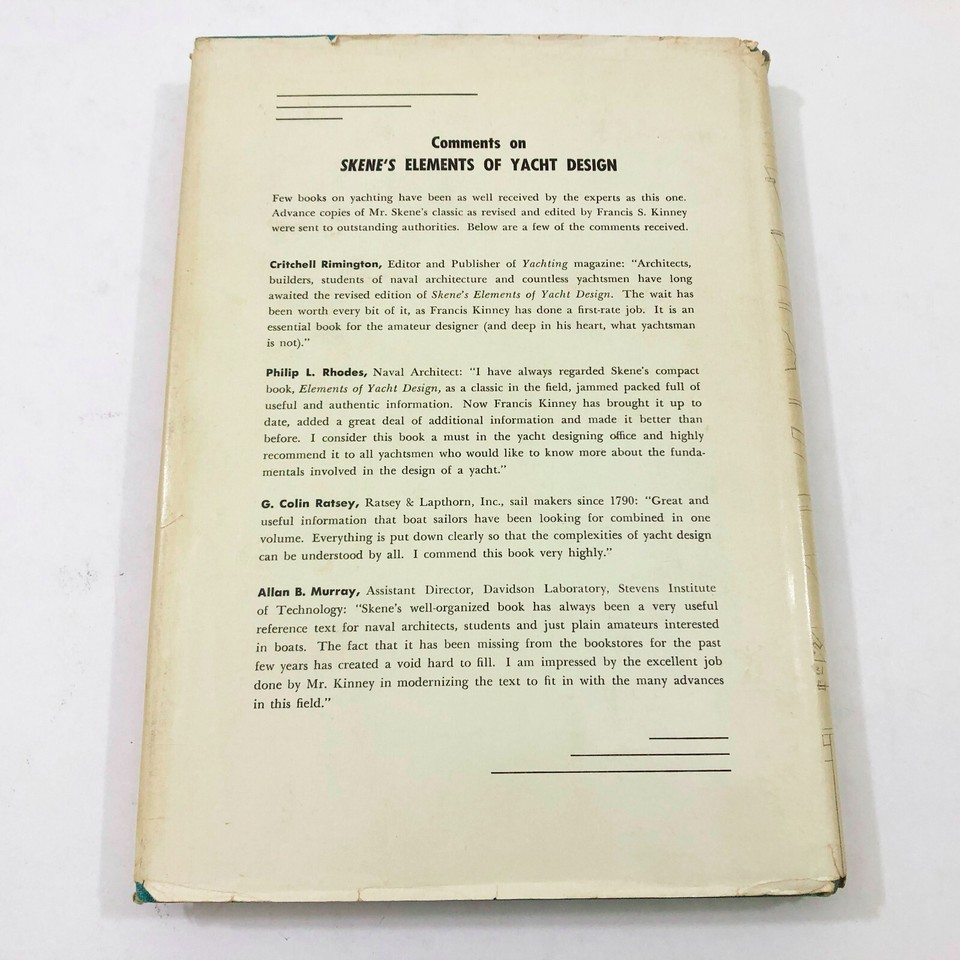 Comments on
SKENE'S ELEMENTS OF YACHT DESIGN
Few books on yachting have been as well received by the experts as this one.
Advance copies of Mr. Skene's classic as revised and edited by Francis S. Kinney
were sent to outstanding authorities. Below are a few of the comments received.
Critchell Rimington, Editor and Publisher of Yachting magazine: "Architects,
builders, students of naval architecture and countless yachtsmen have long
awaited the revised edition of Skene's Elements of Yacht Design. The wait has
been worth every bit of it, as Francis Kinney has done a first-rate job. It is an
essential book for the amateur designer (and deep in his heart, what yachtsman
is not)."
Philip L. Rhodes, Naval Architect: "I have always regarded Skene's compact
book, Elements of Yacht Design, as a classic in the field, jammed packed full of
useful and authentic information. Now Francis Kinney has brought it up to
date, added a great deal of additional information and made it better than
before. I consider this book a must in the yacht designing office and highly
recommend it to all yachtsmen who would like to know more about the funda-
mentals involved in the design of a yacht."
G. Colin Ratsey, Ratsey & Lapthorn, Inc., sail makers since 1790: "Great and
useful information that boat sailors have been looking for combined in one
volume. Everything is put down clearly so that the complexities of yacht design
can be understood by all. I commend this book very highly."
Allan B. Murray, Assistant Director, Davidson Laboratory, Stevens Institute
of Technology: "Skene's well-organized book has always been a very useful
reference text for naval architects, students and just plain amateurs interested
in boats. The fact that it has been missing from the bookstores for the past
few years has created a void hard to fill. I am impressed by the excellent job
done by Mr. Kinney in modernizing the text to fit in with the many advances
in this field."